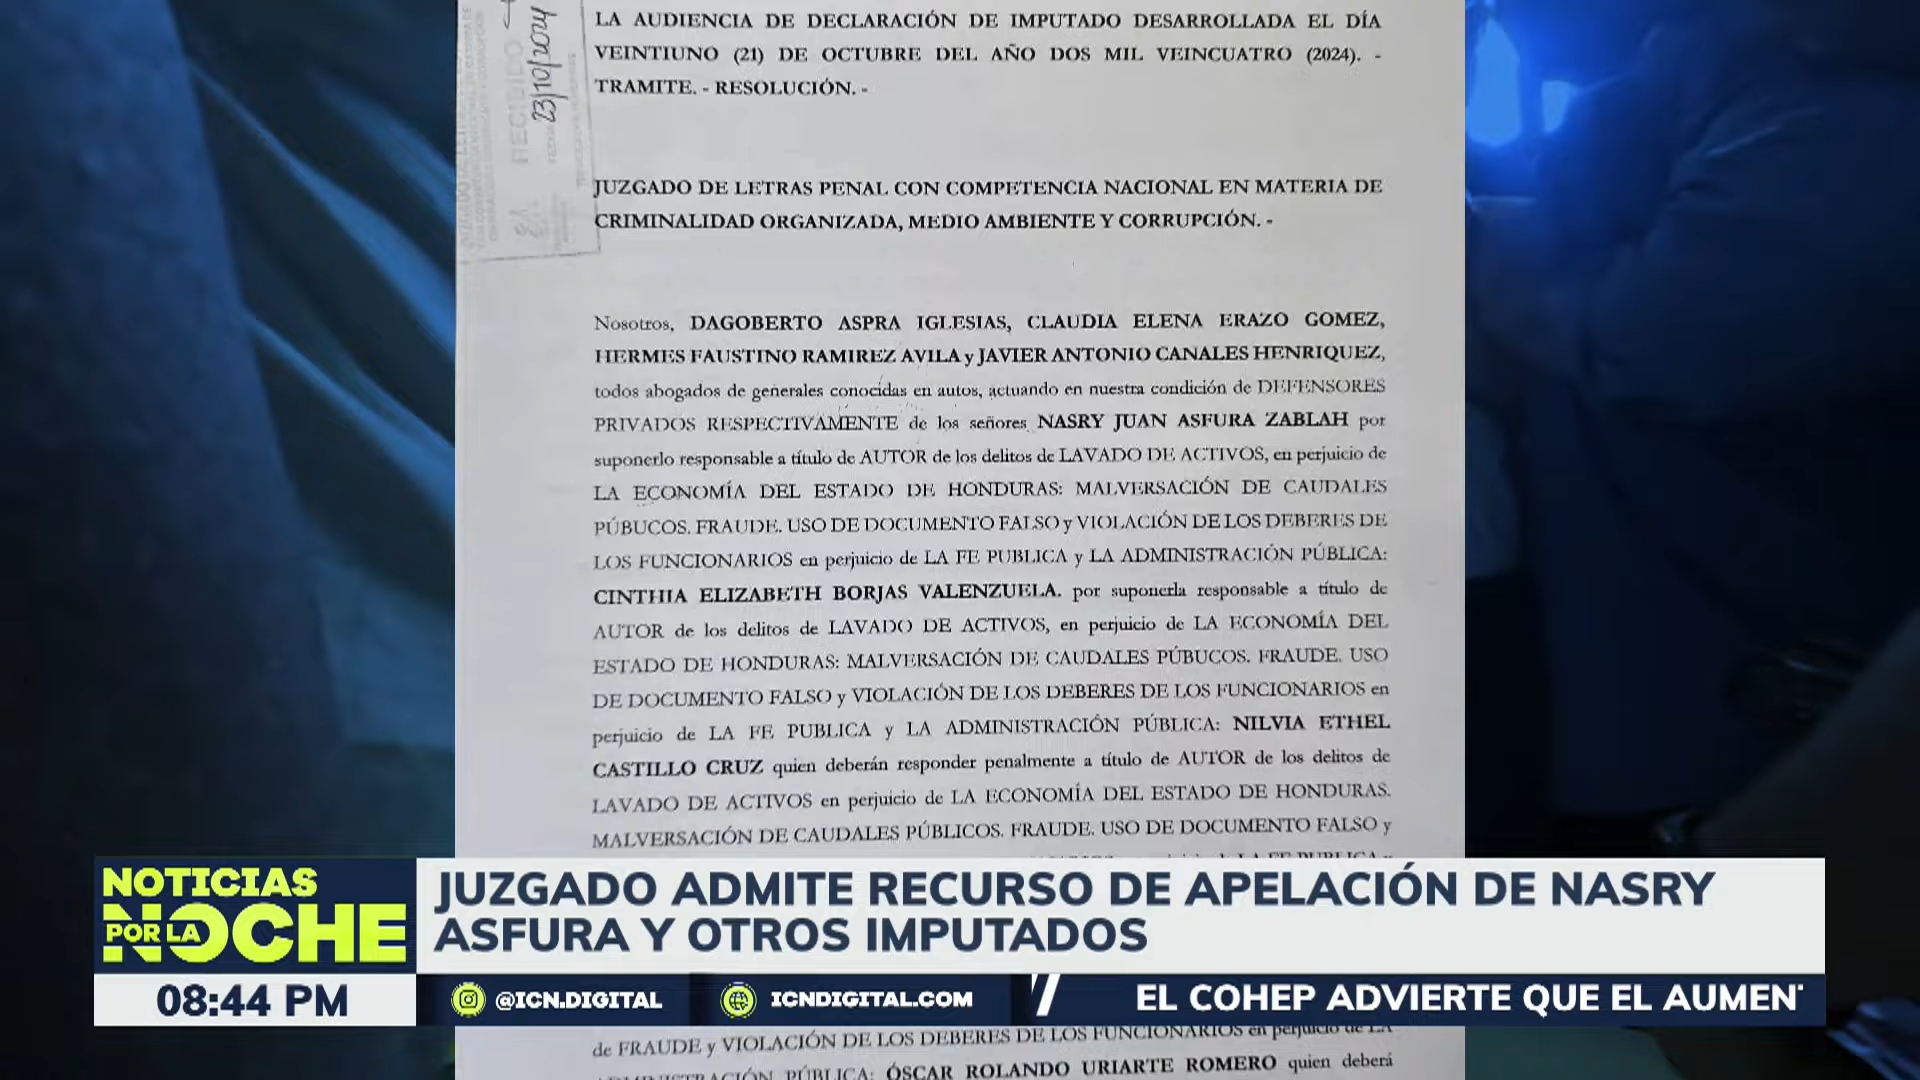 LA AUDIENCIA DE DECLARACIÓN DE IMPUTADO DESARROLLADA EL DÍA
VEINTIUNO (21) DE OCTUBRE DEL AÑO DOS MIL VEINCUATRO (2024). -
TRAMITE. - RESOLUCIÓN. -
RECIBIDO
23/10/2024
JUZGADO DE LETRAS PENAL CON COMPETENCIA NACIONAL EN MATERIA DE
CRIMINALIDAD ORGANIZADA, MEDIO AMBIENTE Y CORRUPCIÓN. -
Nosotros, DAGOBERTO ASPRA IGLESIAS, CLAUDIA ELENA ERAZO GOMEZ,
HERMES FAUSTINO RAMIREZ AVILA y JAVIER ANTONIO CANALES HENRIQUEZ,
todos abogados de generales conocidas en autos, actuando en nuestra condición de DEFENSORES
PRIVADOS RESPECTIVAMENTE de los señores NASRY JUAN ASFURA ZABLAH por
suponerlo responsable a título de AUTOR de los delitos de LAVADO DE ACTIVOS, en perjuicio de
LA ECONOMÍA DEL ESTADO DE HONDURAS: MALVERSACIÓN DE CAUDALES
PÚBUCOS. FRAUDE. USO DE DOCUMENTO FALSO y VIOLACIÓN DE LOS DEBERES DE
LOS FUNCIONARIOS en perjuicio de LA FE PUBLICA y LA ADMINISTRACIÓN PÚBLICA:
CINTHIA ELIZABETH BORJAS VALENZUELA. por suponerla responsable a título de
AUTOR de los delitos de LAVADO DE ACTIVOS, en perjuicio de LA ECONOMÍA DEL
ESTADO DE HONDURAS: MALVERSACIÓN DE CAUDALES PÚBUCOS. FRAUDE. USO
DE DOCUMENTO FALSO y VIOLACIÓN DE LOS DEBERES DE LOS FUNCIONARIOS en
perjuicio de LA FE PUBLICA y LA ADMINISTRACIÓN PÚBLICA: NILVIA ETHEL
CASTILLO CRUZ quien deberán responder penalmente a título de AUTOR de los delitos de
LAVADO DE ACTIVOS en perjuicio de LA ECONOMÍA DEL ESTADO DE HONDURAS.
MALVERSACIÓN DE CAUDALES PÚBLICOS. FRAUDE. USO DE DOCUMENTO FALSO y
NOTICIAS
POR LA NOCHE
JUZGADO ADMITE RECURSO DE APELACIÓN DE NASRY
ASFURA Y OTROS IMPUTADOS
08:44 PM
@ICN.DIGITAL
ICNDIGITAL.COM
EL COHEP ADVIERTE QUE EL AUMEN
de FRAUDE y VIOLACIÓN DE LOS DEBERES DE LOS FUNCIONARIOS en perjuicio de LA
PÚBLICA: ÓSCAR ROLANDO URIARTE ROMERO quien deberá